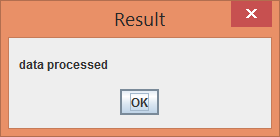 Result
data processed
OK